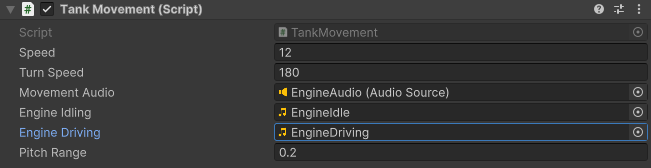 Tank Movement (Script)
Script TankMovement
Speed 12
Turn Speed 180
Movement Audio EngineAudio (Audio Source)
Engine Idling EngineIdle
Engine Driving EngineDriving
Pitch Range 0.2